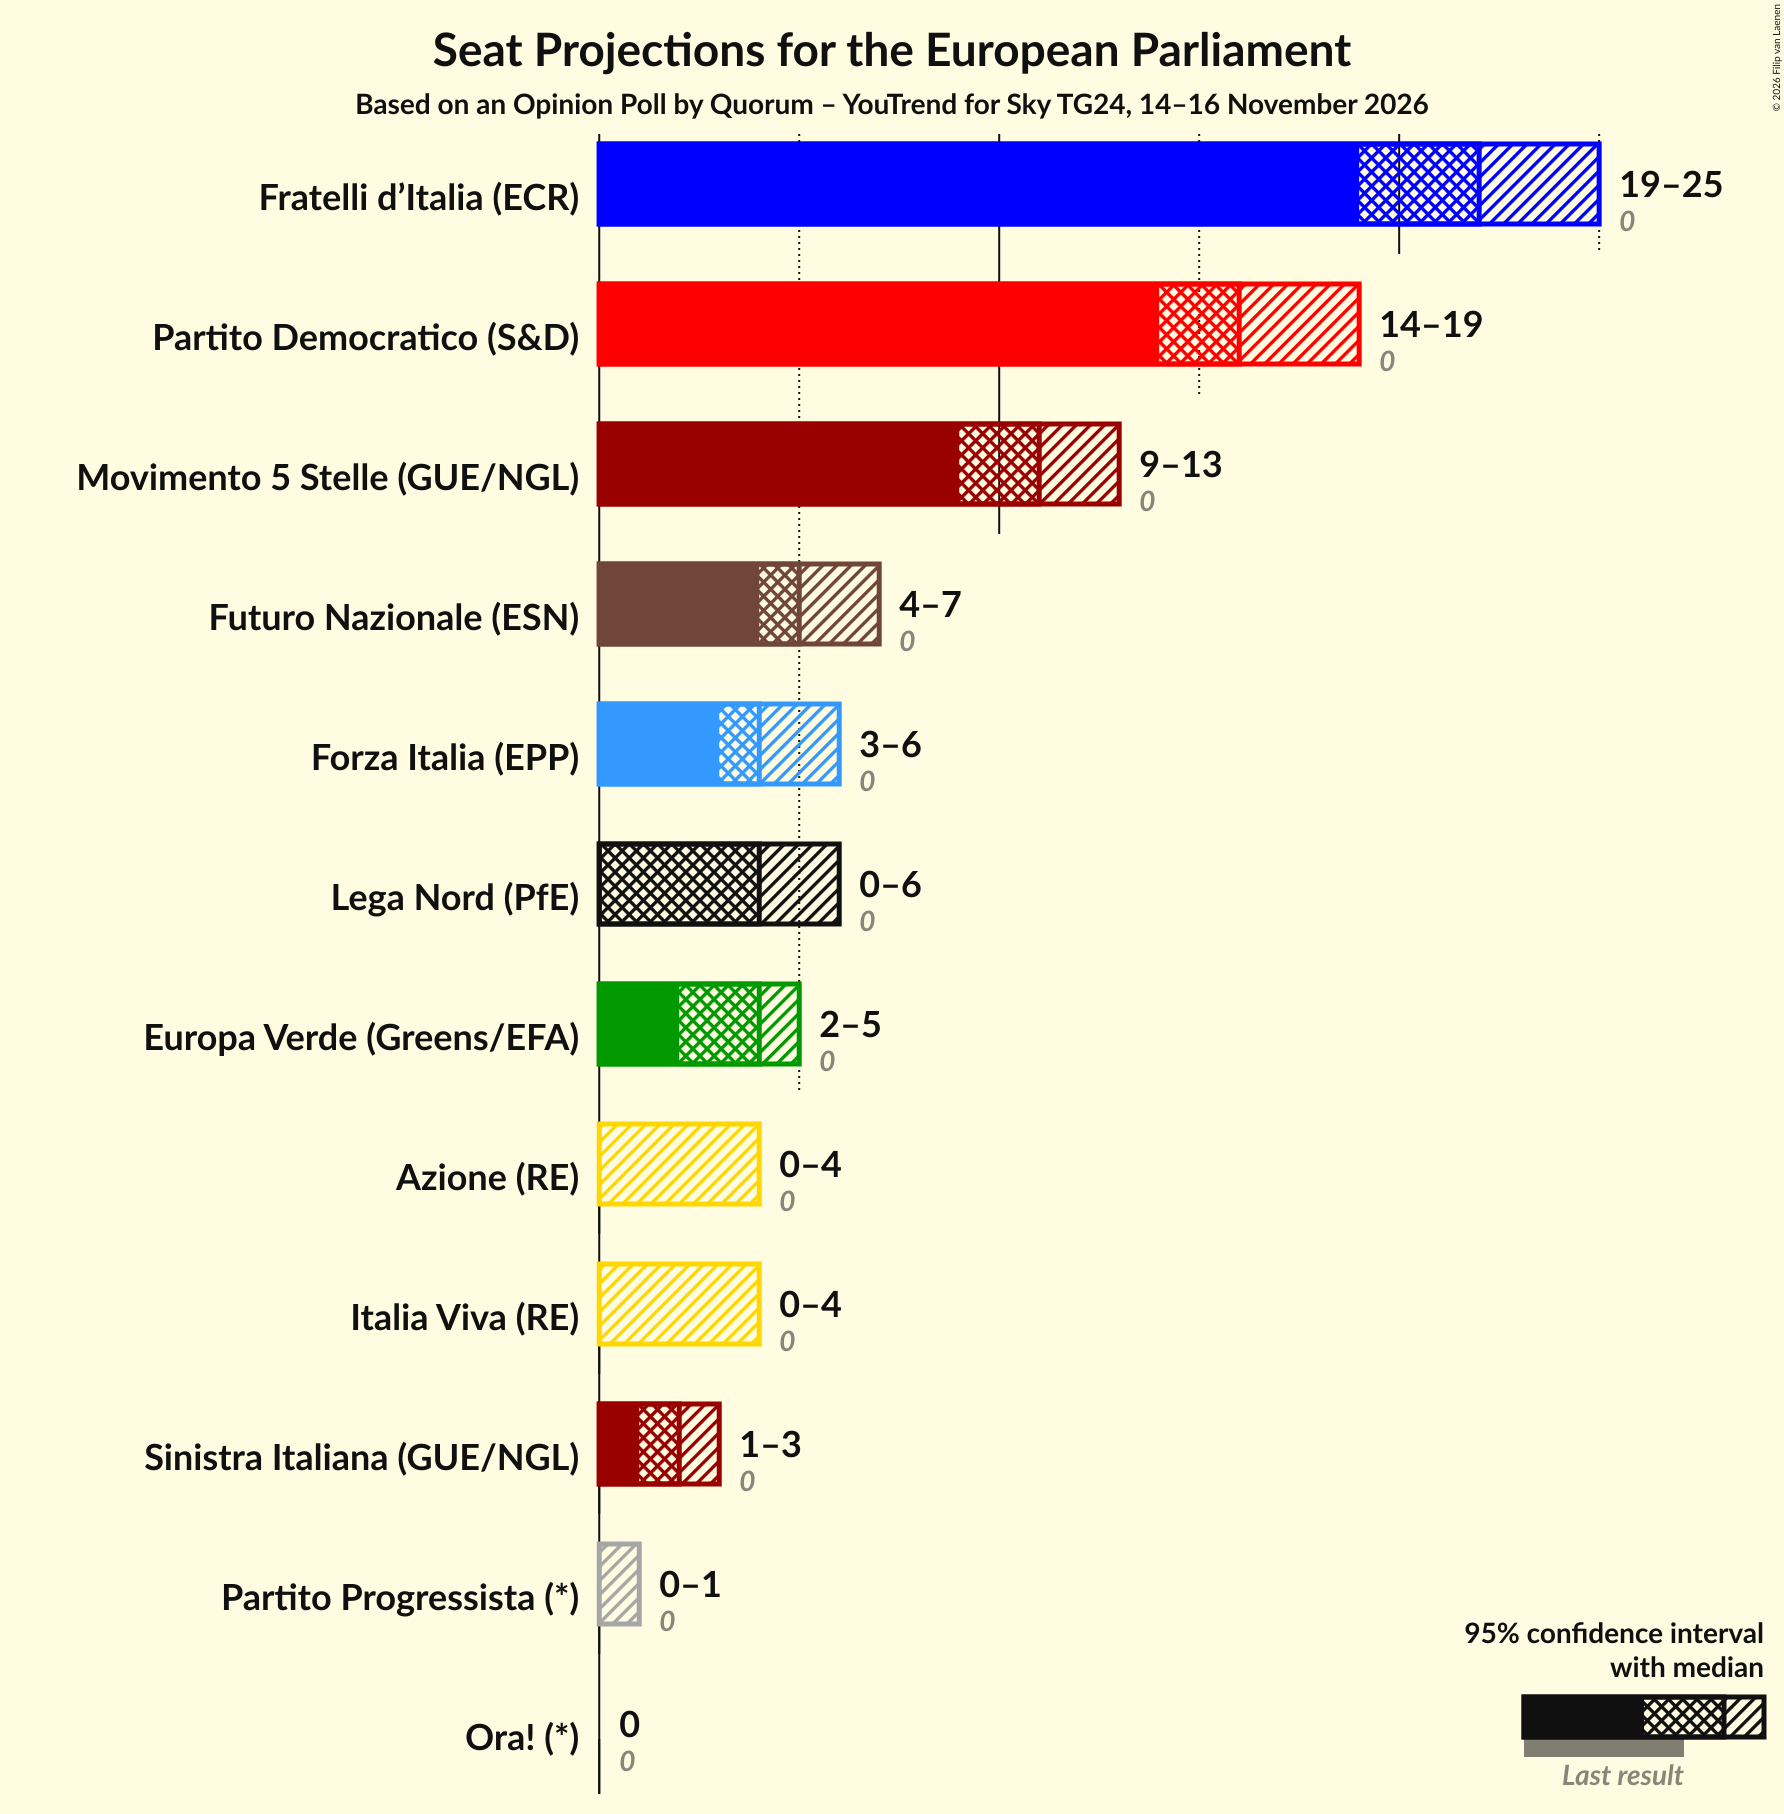 Seat Projections for the European Parliament
Based on an Opinion Poll by Quorum – YouTrend for Sky TG24, 14–16 November 2026
© 2026 Filip van Laenen
Fratelli d’Italia (ECR)
19–25
0
Partito Democratico (S&D)
14–19
0
Movimento 5 Stelle (GUE/NGL)
9–13
0
Futuro Nazionale (ESN)
4–7
0
Forza Italia (EPP)
3–6
0
Lega Nord (PfE)
0–6
0
Europa Verde (Greens/EFA)
2–5
0
Azione (RE)
0–4
0
Italia Viva (RE)
0–4
0
Sinistra Italiana (GUE/NGL)
1–3
0
Partito Progressista (*)
0–1
0
Ora! (*)
0
0
95% confidence interval
with median
Last result